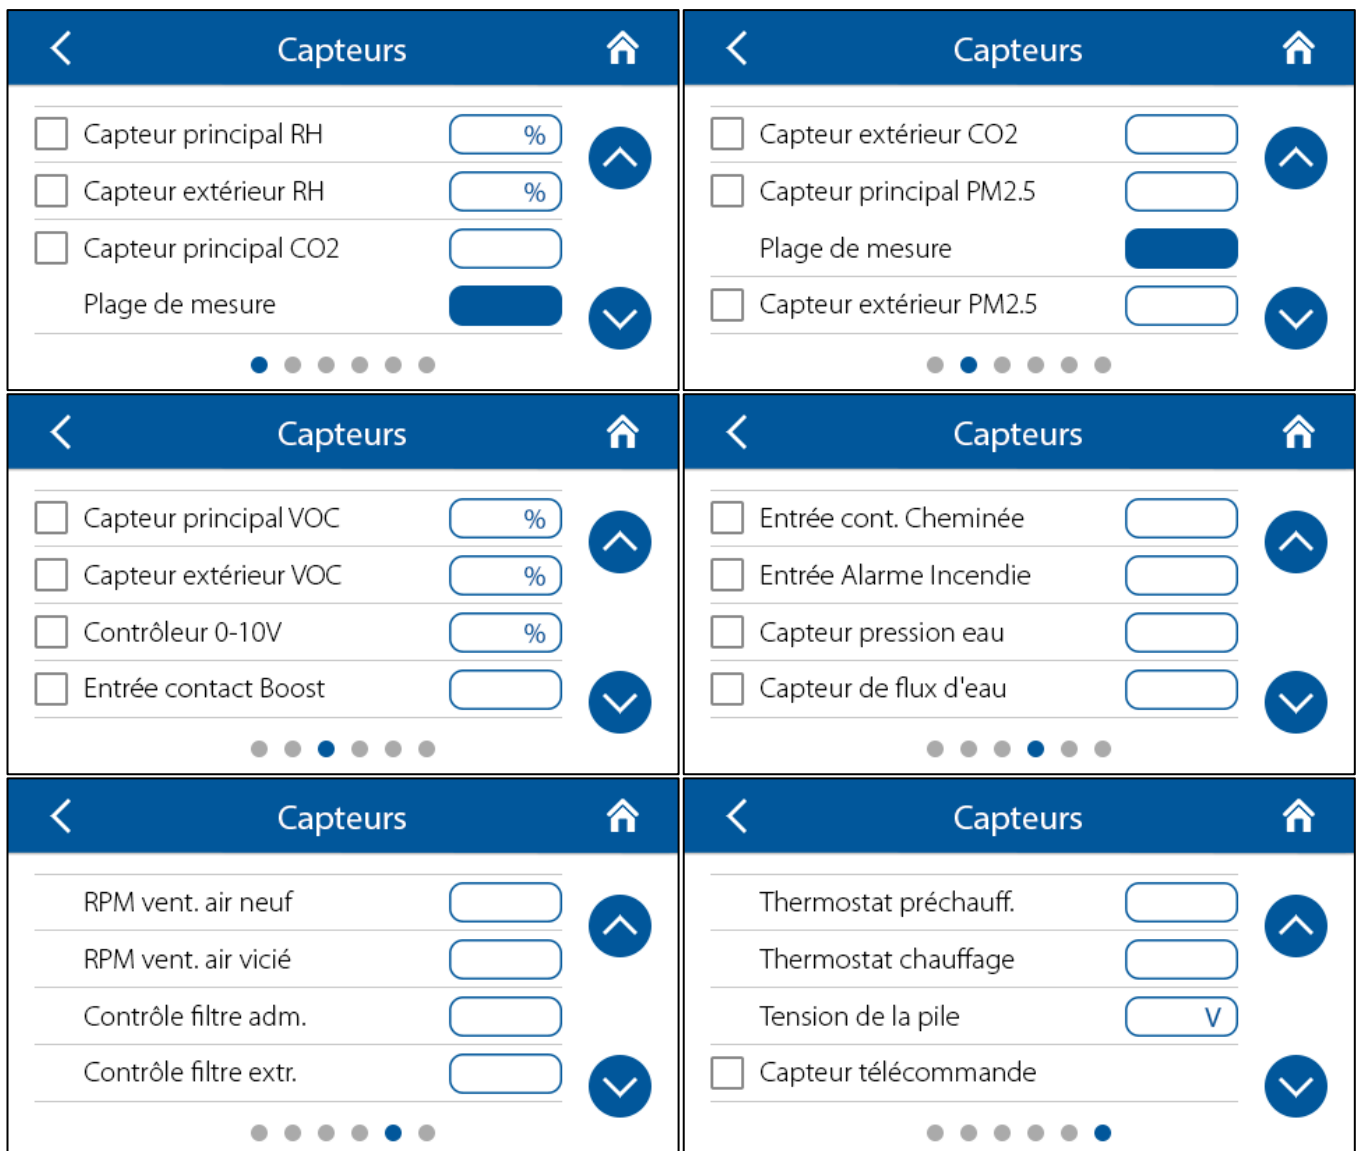 Capteurs
Capteur principal RH %
Capteur extérieur RH %
Capteur principal CO2
Plage de mesure
Capteurs
Capteur extérieur CO2
Capteur principal PM2.5
Plage de mesure
Capteur extérieur PM2.5
Capteurs
Capteur principal VOC %
Capteur extérieur VOC %
Contrôleur 0-10V %
Entrée contact Boost
Capteurs
Entrée cont. Cheminée
Entrée Alarme Incendie
Capteur pression eau
Capteur de flux d'eau
Capteurs
RPM vent. air neuf
RPM vent. air vicié
Contrôle filtre adm.
Contrôle filtre extr.
Capteurs
Thermostat préchauff.
Thermostat chauffage
Tension de la pile V
Capteur télécommande